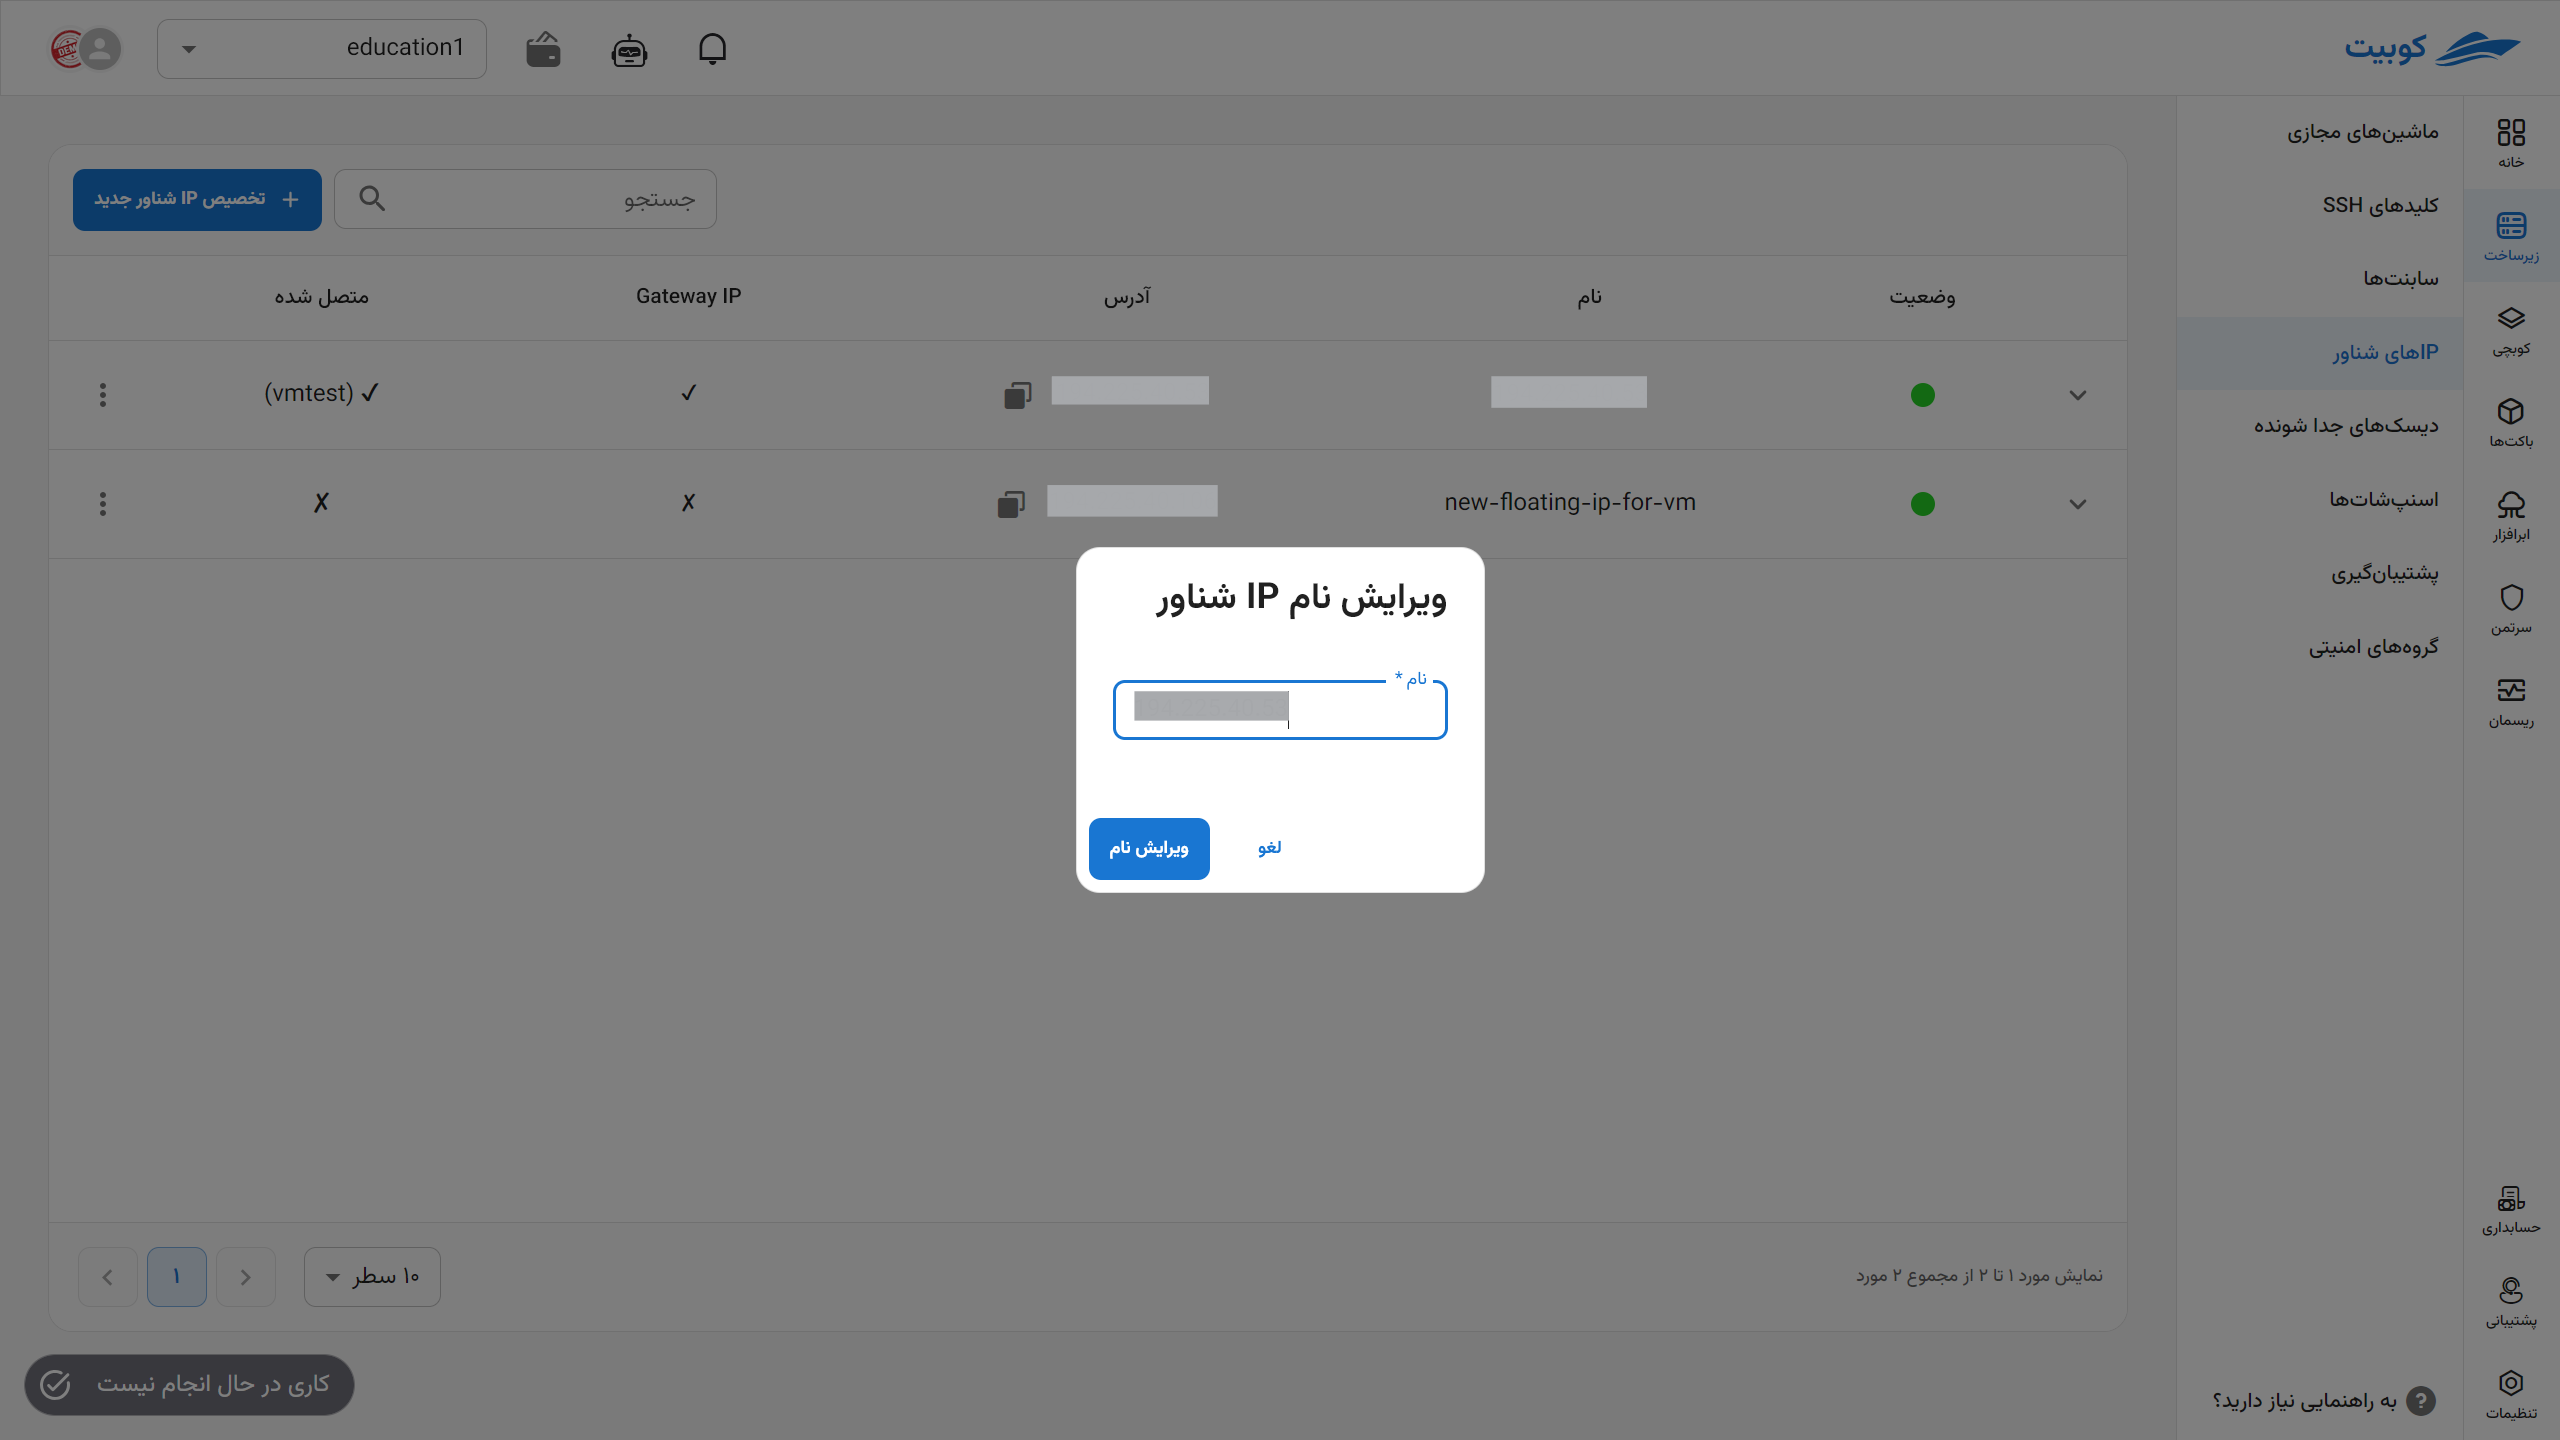 education1
کوبیت
خانه
زیرساخت
کوبچی
باکت‌ها
ابرافزار
سرتمن
ریسمان
حسابداری
پشتیبانی
تنظیمات
ماشین‌های مجازی
کلیدهای SSH
سابنت‌ها
IPهای شناور
دیسک‌های جدا شونده
اسنپ‌شات‌ها
پشتیبان‌گیری
گروه‌های امنیتی
به راهنمایی نیاز دارید؟
جستجو
+ تخصیص IP شناور جدید
وضعیت نام آدرس Gateway IP متصل شده
✓ ✓ (vmtest)
new-floating-ip-for-vm ✗ ✗
ویرایش نام IP شناور
نام *
لغو
ویرایش نام
نمایش مورد ۱ تا ۲ از مجموع ۲ مورد
۱۰ سطر
۱
کاری در حال انجام نیست